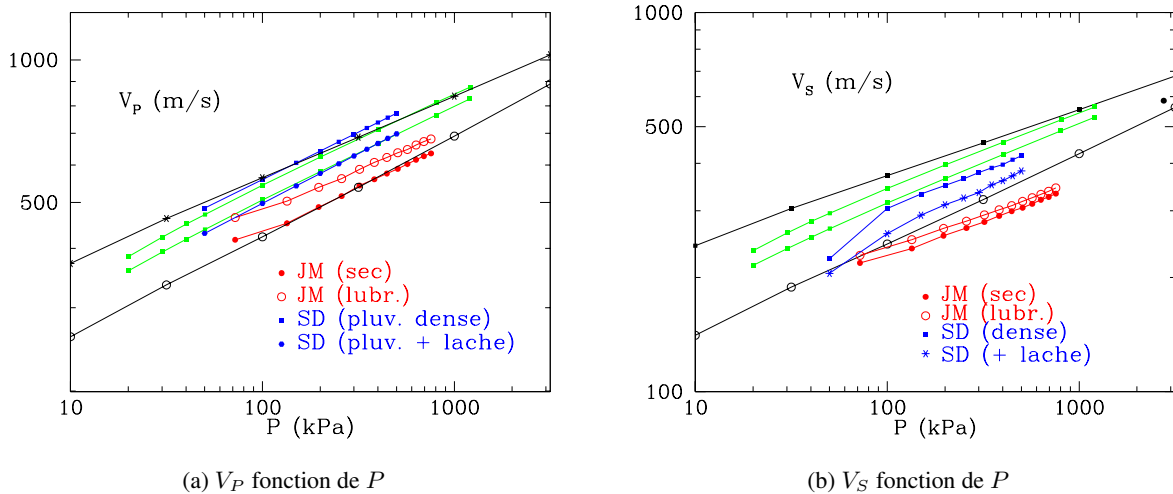 1000
500
V_P (m/s)
JM (sec)
JM (lubr.)
SD (pluv. dense)
SD (pluv. + lache)
10
100
1000
P (kPa)
(a) V_P fonction de P
1000
500
100
V_S (m/s)
JM (sec)
JM (lubr.)
SD (dense)
SD (+ lache)
10
100
1000
P (kPa)
(b) V_S fonction de P